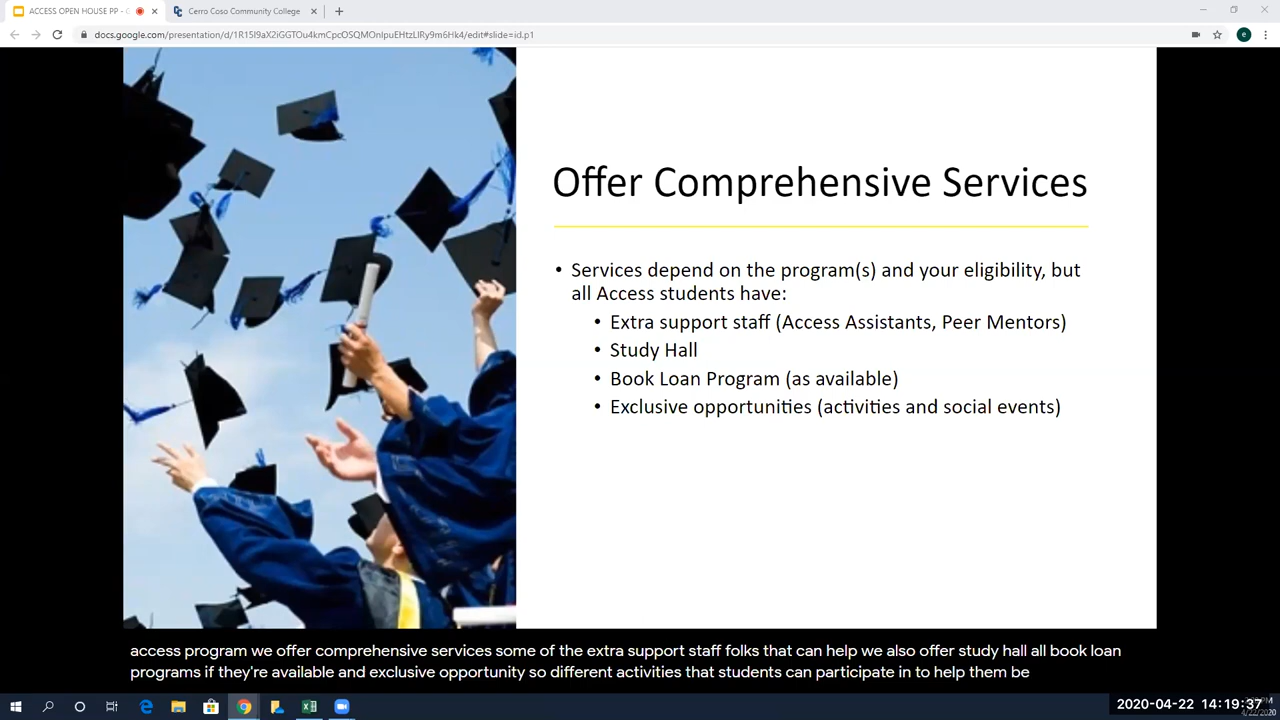 ACCESS OPEN HOUSE PP - G
Cerro Coso Community College
docs.google.com/presentation/d/1R15I9aX2iGGTOu4kmCpcOSQMOnIpuEHtzLlRy9m6Hk4/edit#slide=id.p1
Offer Comprehensive Services
• Services depend on the program(s) and your eligibility, but
all Access students have:
• Extra support staff (Access Assistants, Peer Mentors)
• Study Hall
• Book Loan Program (as available)
• Exclusive opportunities (activities and social events)
access program we offer comprehensive services some of the extra support staff folks that can help we also offer study hall all book loan
programs if they're available and exclusive opportunity so different activities that students can participate in to help them be
2020-04-22 14:19:37